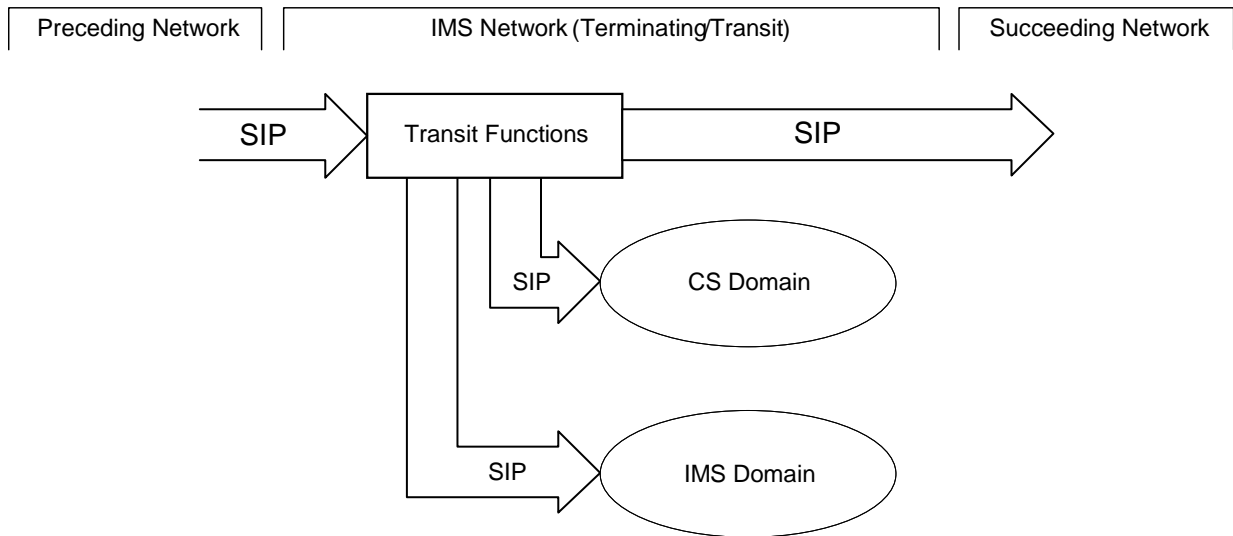 Preceding Network
IMS Network (Terminating/Transit)
Succeeding Network
SIP
Transit Functions
SIP
SIP
CS Domain
SIP
IMS Domain